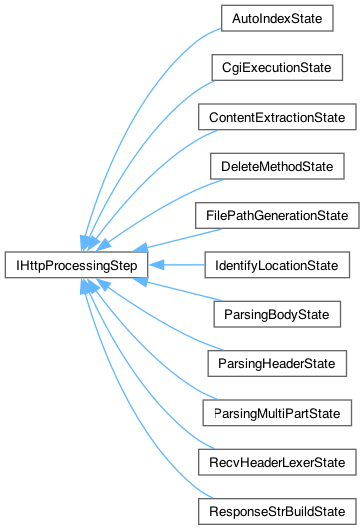 AutoIndexState
CgiExecutionState
ContentExtractionState
DeleteMethodState
FilePathGenerationState
IHttpProcessingStep
IdentifyLocationState
ParsingBodyState
ParsingHeaderState
ParsingMultiPartState
RecvHeaderLexerState
ResponseStrBuildState